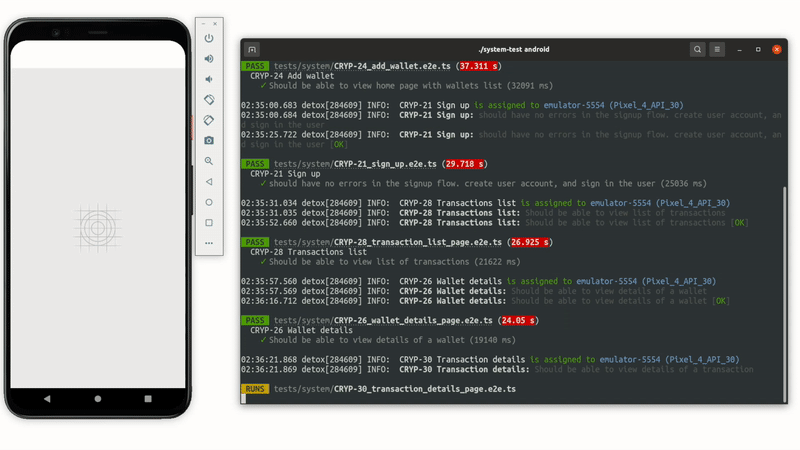 ./system-test android
PASS tests/system/CRYP-24_add_wallet.e2e.ts (37.311 s)
CRYP-24 Add wallet
✓ Should be able to view home page with wallets list (32091 ms)
02:35:00.683 detox[284609] INFO: CRYP-21 Sign up is assigned to emulator-5554 (Pixel_4_API_30)
02:35:00.684 detox[284609] INFO: CRYP-21 Sign up: should have no errors in the signup flow. create user account, an
d sign in the user
02:35:25.722 detox[284609] INFO: CRYP-21 Sign up: should have no errors in the signup flow. create user account, an
d sign in the user [OK]
PASS tests/system/CRYP-21_sign_up.e2e.ts (29.718 s)
CRYP-21 Sign up
✓ should have no errors in the signup flow. create user account, and sign in the user (25036 ms)
02:35:31.034 detox[284609] INFO: CRYP-28 Transactions list is assigned to emulator-5554 (Pixel_4_API_30)
02:35:31.035 detox[284609] INFO: CRYP-28 Transactions list: Should be able to view list of transactions
02:35:52.660 detox[284609] INFO: CRYP-28 Transactions list: Should be able to view list of transactions [OK]
PASS tests/system/CRYP-28_transaction_list_page.e2e.ts (26.925 s)
CRYP-28 Transactions list
✓ Should be able to view list of transactions (21622 ms)
02:35:57.560 detox[284609] INFO: CRYP-26 Wallet details is assigned to emulator-5554 (Pixel_4_API_30)
02:35:57.569 detox[284609] INFO: CRYP-26 Wallet details: Should be able to view details of a wallet
02:36:16.712 detox[284609] INFO: CRYP-26 Wallet details: Should be able to view details of a wallet [OK]
PASS tests/system/CRYP-26_wallet_details_page.e2e.ts (24.05 s)
CRYP-26 Wallet details
✓ Should be able to view details of a wallet (19140 ms)
02:36:21.868 detox[284609] INFO: CRYP-30 Transaction details is assigned to emulator-5554 (Pixel_4_API_30)
02:36:21.869 detox[284609] INFO: CRYP-30 Transaction details: Should be able to view details of a transaction
RUNS tests/system/CRYP-30_transaction_details_page.e2e.ts